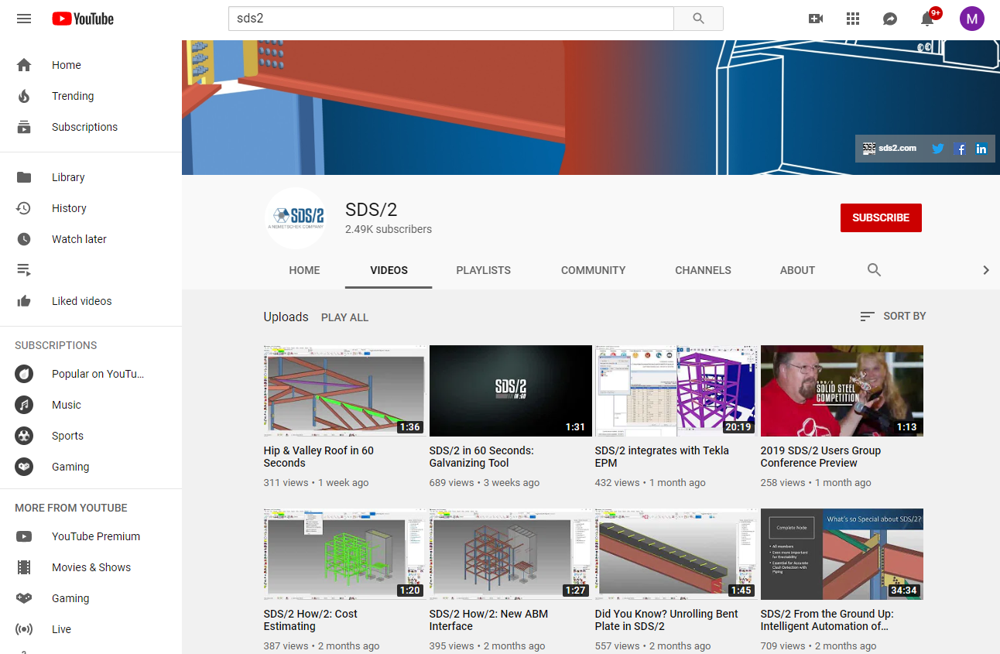 YouTube
sds2
9+
M
Home
Trending
Subscriptions
Library
History
Watch later
Liked videos
SUBSCRIPTIONS
Popular on YouTu...
Music
Sports
Gaming
MORE FROM YOUTUBE
YouTube Premium
Movies & Shows
Gaming
Live
sds2.com
SDS/2
A NEMETSCHEK COMPANY
SDS/2
2.49K subscribers
SUBSCRIBE
HOME VIDEOS PLAYLISTS COMMUNITY CHANNELS ABOUT
Uploads PLAY ALL
SORT BY
1:36
Hip & Valley Roof in 60
Seconds
311 views • 1 week ago
SDS/2
IN :60
1:31
SDS/2 in 60 Seconds:
Galvanizing Tool
689 views • 3 weeks ago
20:19
SDS/2 integrates with Tekla
EPM
432 views • 1 month ago
SDS/2
SOLID STEEL
COMPETITION
1:13
2019 SDS/2 Users Group
Conference Preview
258 views • 1 month ago
1:20
SDS/2 How/2: Cost
Estimating
387 views • 2 months ago
1:27
SDS/2 How/2: New ABM
Interface
395 views • 2 months ago
1:45
Did You Know? Unrolling Bent
Plate in SDS/2
557 views • 2 months ago
What's so Special about SDS/2?
Complete Node
• All members
• Even more important
for Erectability
• Essential for Accurate
Clash Detection with
Piping
34:34
SDS/2 From the Ground Up:
Intelligent Automation of...
709 views • 2 months ago